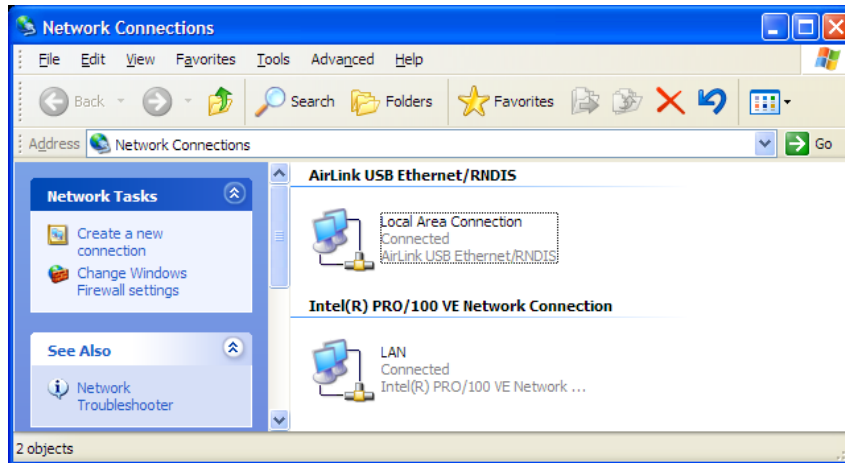 Network Connections
File Edit View Favorites Tools Advanced Help
Back Search Folders Favorites
Address Network Connections Go
Network Tasks
Create a new
connection
Change Windows
Firewall settings
See Also
Network
Troubleshooter
AirLink USB Ethernet/RNDIS
Local Area Connection
Connected
AirLink USB Ethernet/RNDIS
Intel(R) PRO/100 VE Network Connection
LAN
Connected
Intel(R) PRO/100 VE Network ...
2 objects